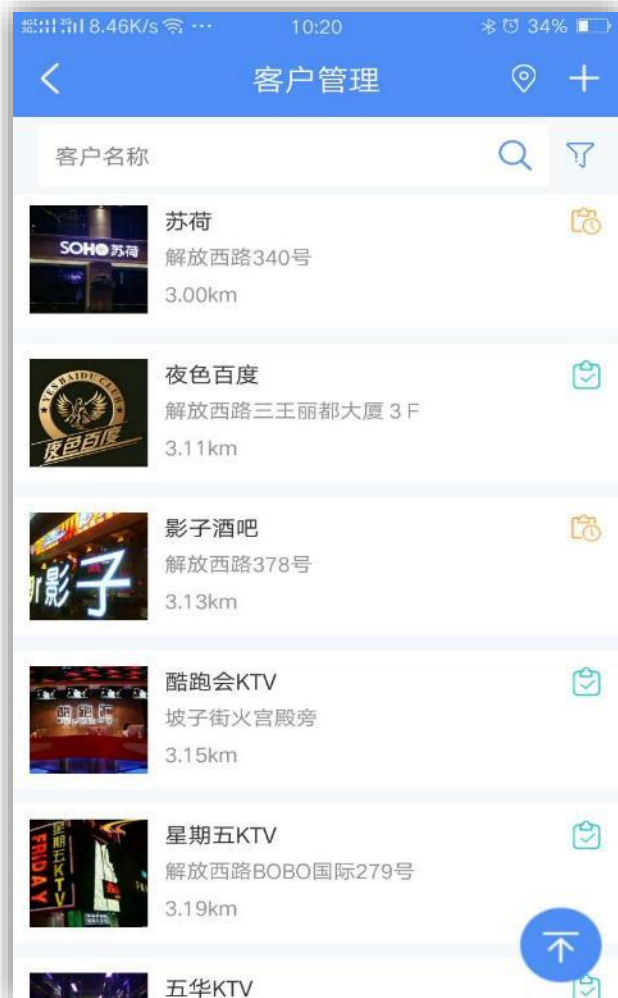 8.46K/s ··· 10:20 34%
客户管理
客户名称
SOHO 苏荷
苏荷
解放西路340号
3.00km
YES BAIDU CLUB
夜色百度
夜色百度
解放西路三王丽都大厦３Ｆ
3.11km
影子
影子酒吧
解放西路378号
3.13km
酷跑会KTV
坡子街火宫殿旁
3.15km
星期五KTV
FRIDAY
星期五KTV
解放西路BOBO国际279号
3.19km
五华KTV